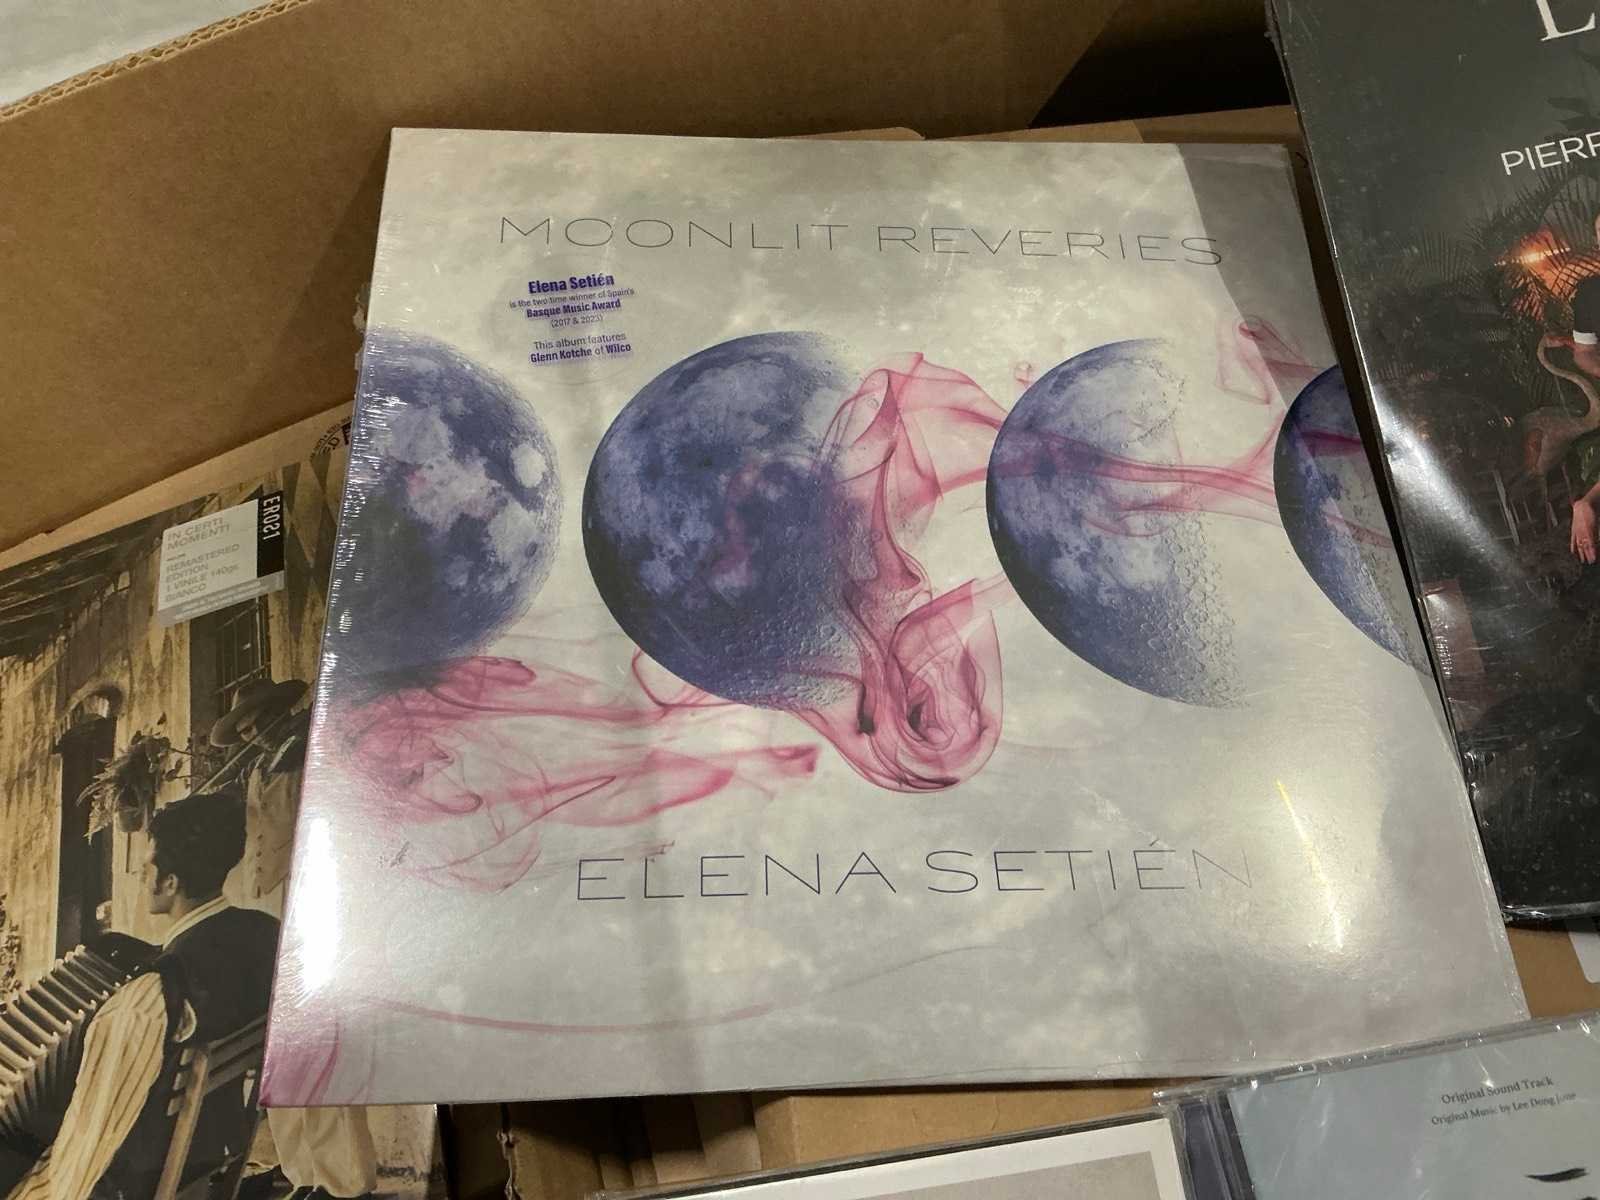 MOONLIT REVERIES
Elena Setién
is the two time winner of Spain's
Basque Music Award
(2017 & 2023)
This album features
Glenn Kotche of Wilco
ELENA SETIÉN
IN CERTI
MOMENTI
REMASTERED
EDITION
1 VINILE 140gr.
BIANCO
EROS1
L
PIERR
Original Sound Track
Original Music by Lee Dong June